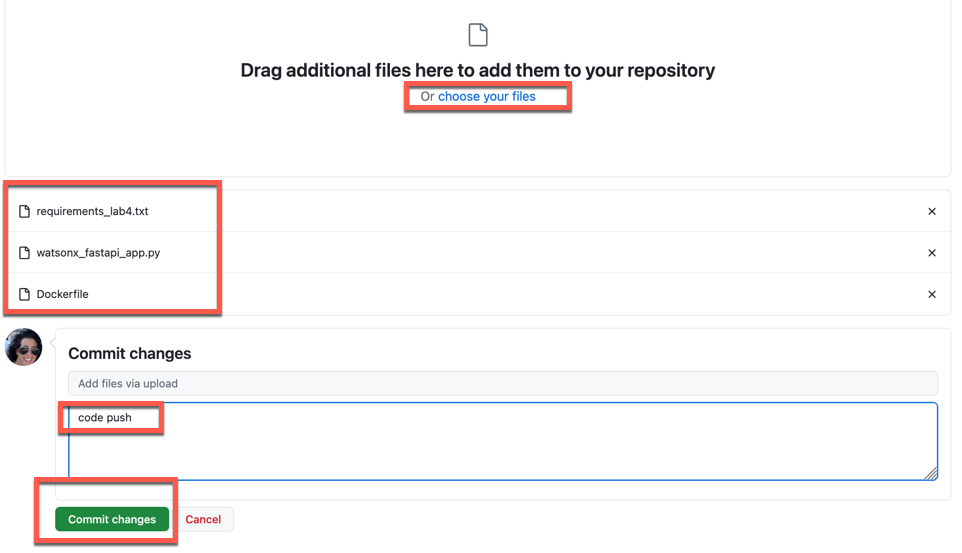 Drag additional files here to add them to your repository
Or choose your files
requirements_lab4.txt
watsonx_fastapi_app.py
Dockerfile
Commit changes
Add files via upload
code push
Commit changes
Cancel